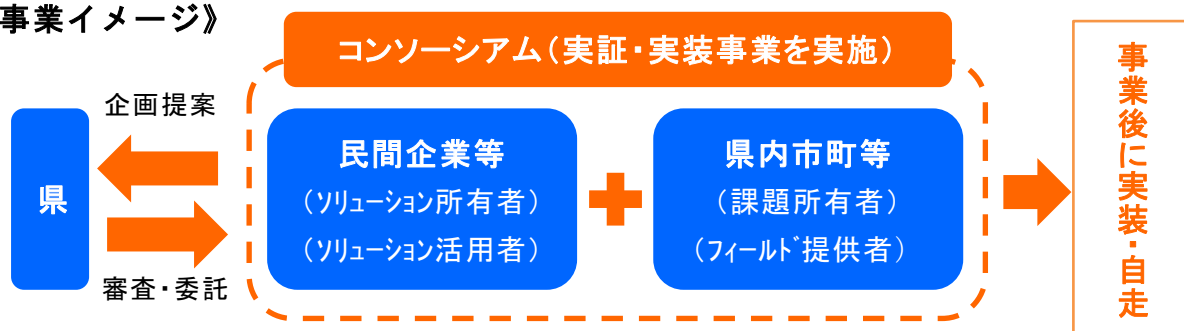 事業イメージ》
コンソーシアム（実証・実装事業を実施）
企画提案
県
審査・委託
民間企業等
（ソリューション所有者）
（ソリューション活用者）
県内市町等
（課題所有者）
（フィールド提供者）
事業後に実装・自走